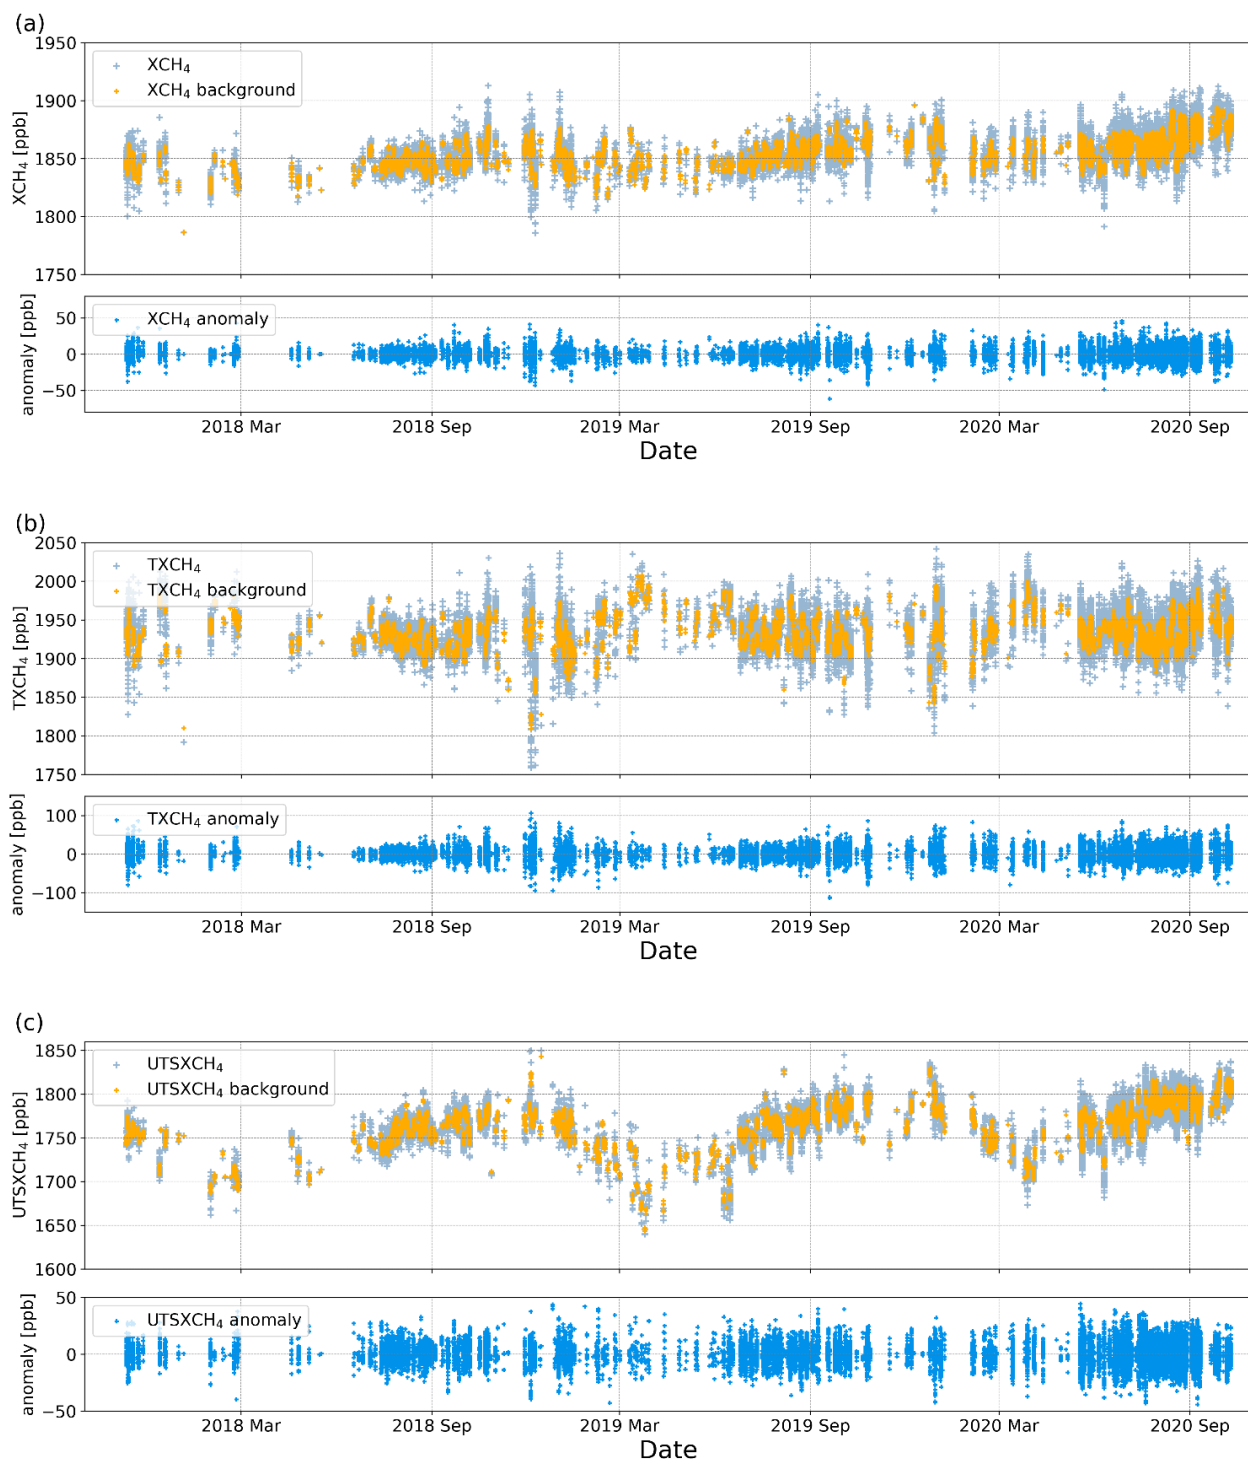 (a)
1950
1900
1850
1800
1750
XCH₄ [ppb]
XCH₄
XCH₄ background
50
0
−50
anomaly [ppb]
XCH₄ anomaly
2018 Mar 2018 Sep 2019 Mar 2019 Sep 2020 Mar 2020 Sep
Date
(b)
2050
2000
1950
1900
1850
1800
1750
TXCH₄ [ppb]
TXCH₄
TXCH₄ background
100
0
−100
anomaly [ppb]
TXCH₄ anomaly
2018 Mar 2018 Sep 2019 Mar 2019 Sep 2020 Mar 2020 Sep
Date
(c)
1850
1800
1750
1700
1650
1600
UTSXCH₄ [ppb]
UTSXCH₄
UTSXCH₄ background
50
0
−50
anomaly [ppb]
UTSXCH₄ anomaly
2018 Mar 2018 Sep 2019 Mar 2019 Sep 2020 Mar 2020 Sep
Date